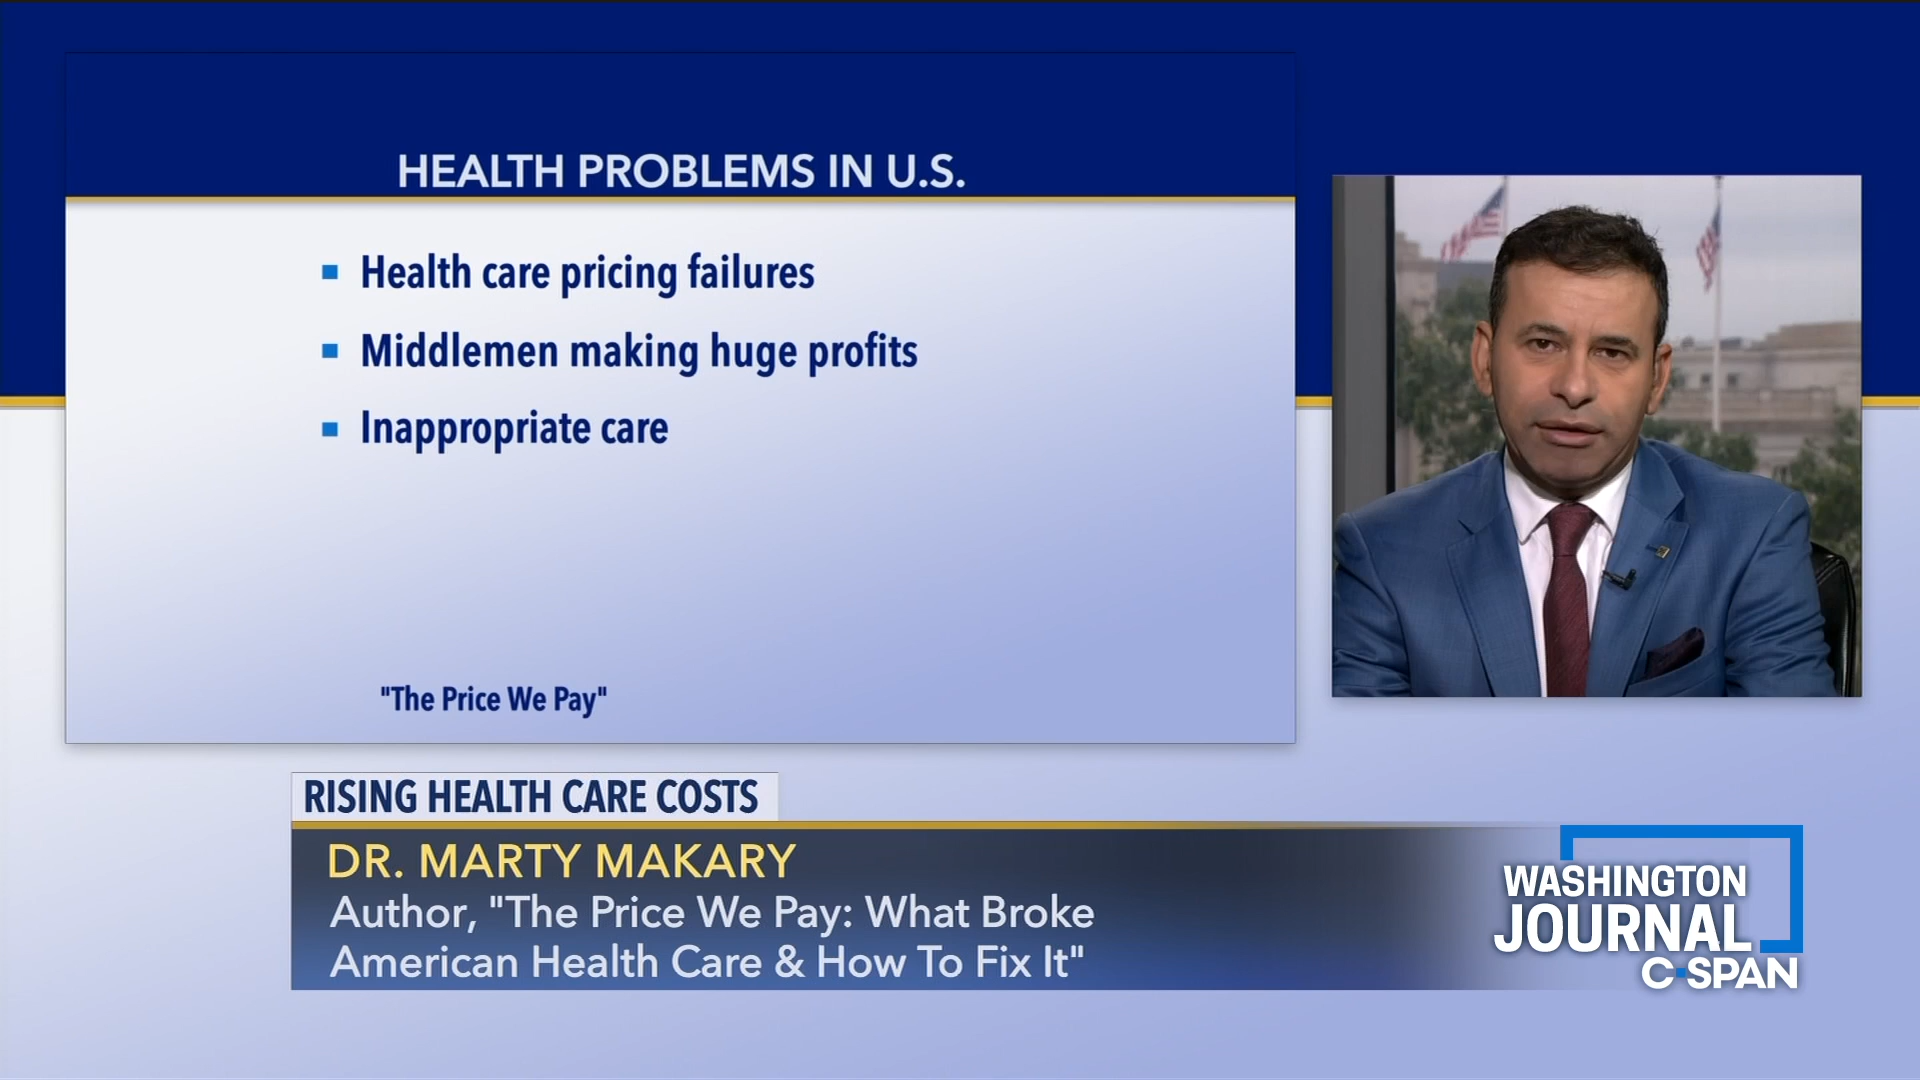 HEALTH PROBLEMS IN U.S.
Health care pricing failures
Middlemen making huge profits
Inappropriate care
"The Price We Pay"
RISING HEALTH CARE COSTS
DR. MARTY MAKARY
Author, "The Price We Pay: What Broke
American Health Care & How To Fix It"
WASHINGTON
JOURNAL
C-SPAN